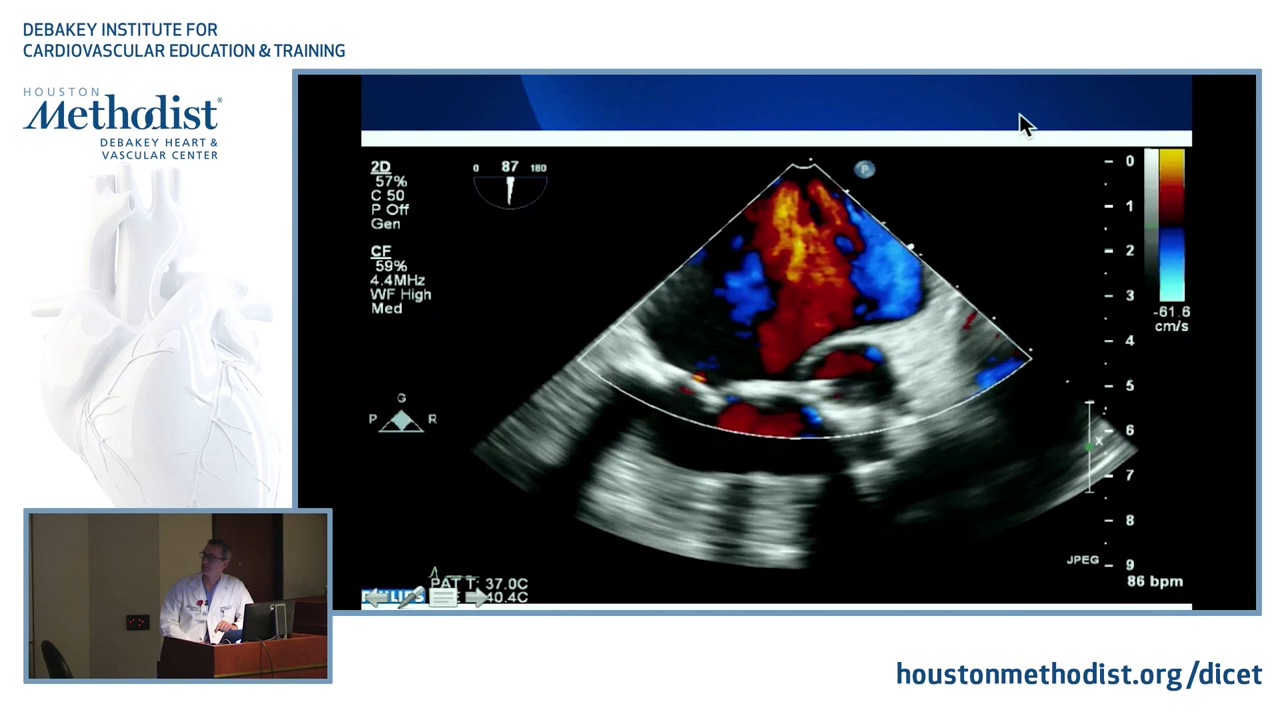 DEBAKEY INSTITUTE FOR
CARDIOVASCULAR EDUCATION & TRAINING
HOUSTON
Methodist®
DEBAKEY HEART &
VASCULAR CENTER
2D
57%
C 50
P Off
Gen
CF
59%
4.4MHz
WF High
Med
0 87 180
P
G
P R
0
1
2
3
4
5
6
7
8
9
-61.6
cm/s
x
JPEG
86 bpm
PAT T: 37.0C
40.4C
houstonmethodist.org/dicet